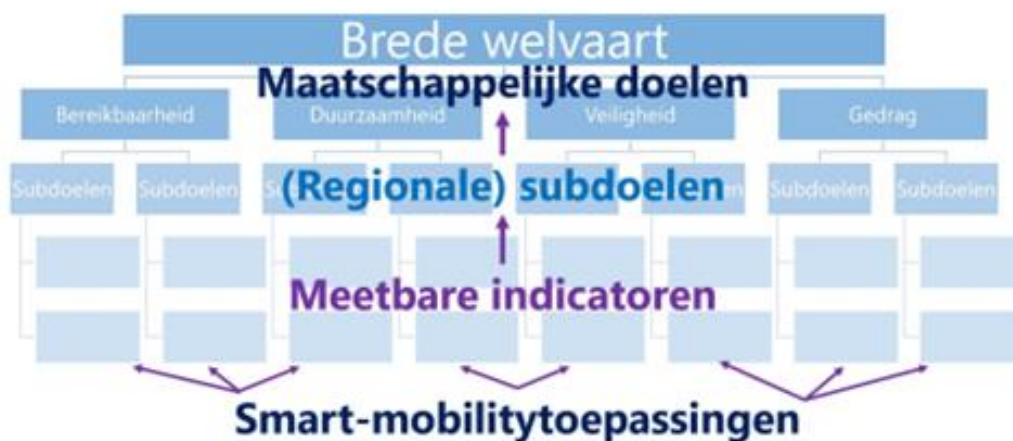 Brede welvaart
Maatschappelijke doelen
Bereikbaarheid Duurzaamheid Veiligheid Gedrag
(Regionale) subdoelen
Subdoelen Subdoelen Subdoelen Subdoelen
Meetbare indicatoren
Smart-mobilitytoepassingen